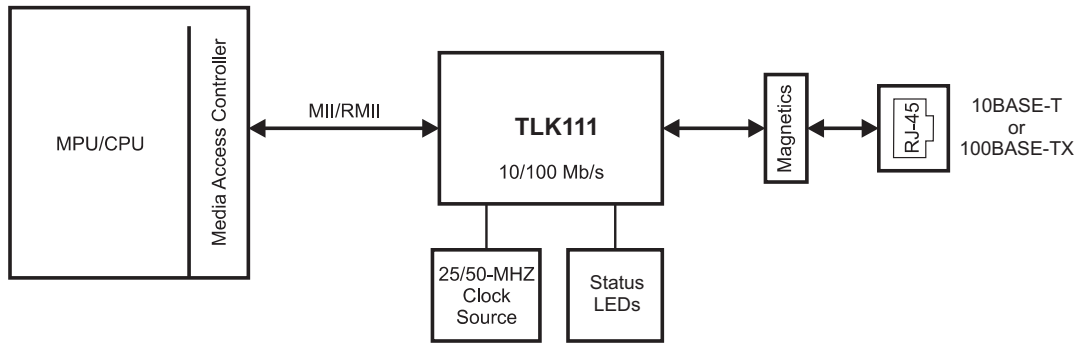 MPU/CPU
Media Access Controller
MII/RMII
TLK111
10/100 Mb/s
25/50-MHZ
Clock
Source
Status
LEDs
Magnetics
RJ-45
10BASE-T
or
100BASE-TX